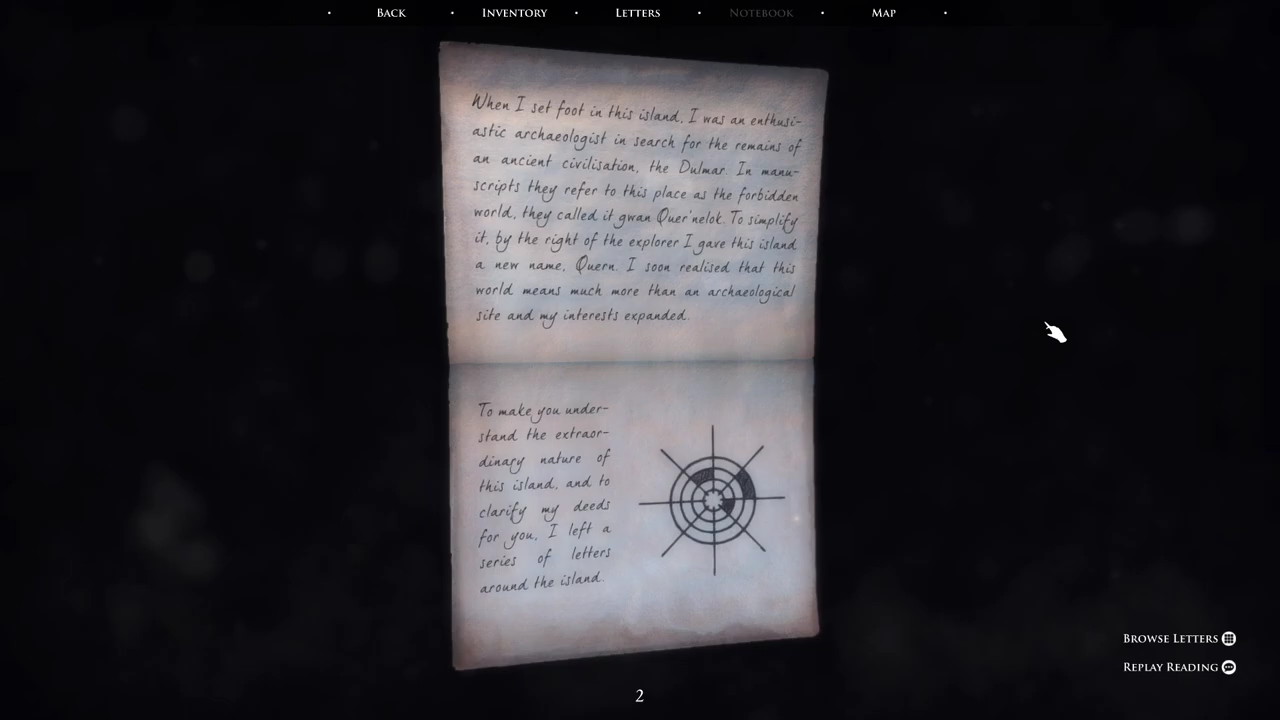 BACK
INVENTORY
LETTERS
NOTEBOOK
MAP
When I set foot in this island, I was an enthusi-
astic archaeologist in search for the remains of
an ancient civilisation, the Dulmar. In manu-
scripts they refer to this place as the forbidden
world, they called it gwan Quer'nelok. To simplify
it, by the right of the explorer I gave this island
a new name, Quern. I soon realised that this
world means much more than an archaeological
site and my interests expanded.
To make you under-
stand the extraor-
dinary nature of
this island, and to
clarify my deeds
for you, I left a
series of letters
around the island.
BROWSE LETTERS
REPLAY READING
2